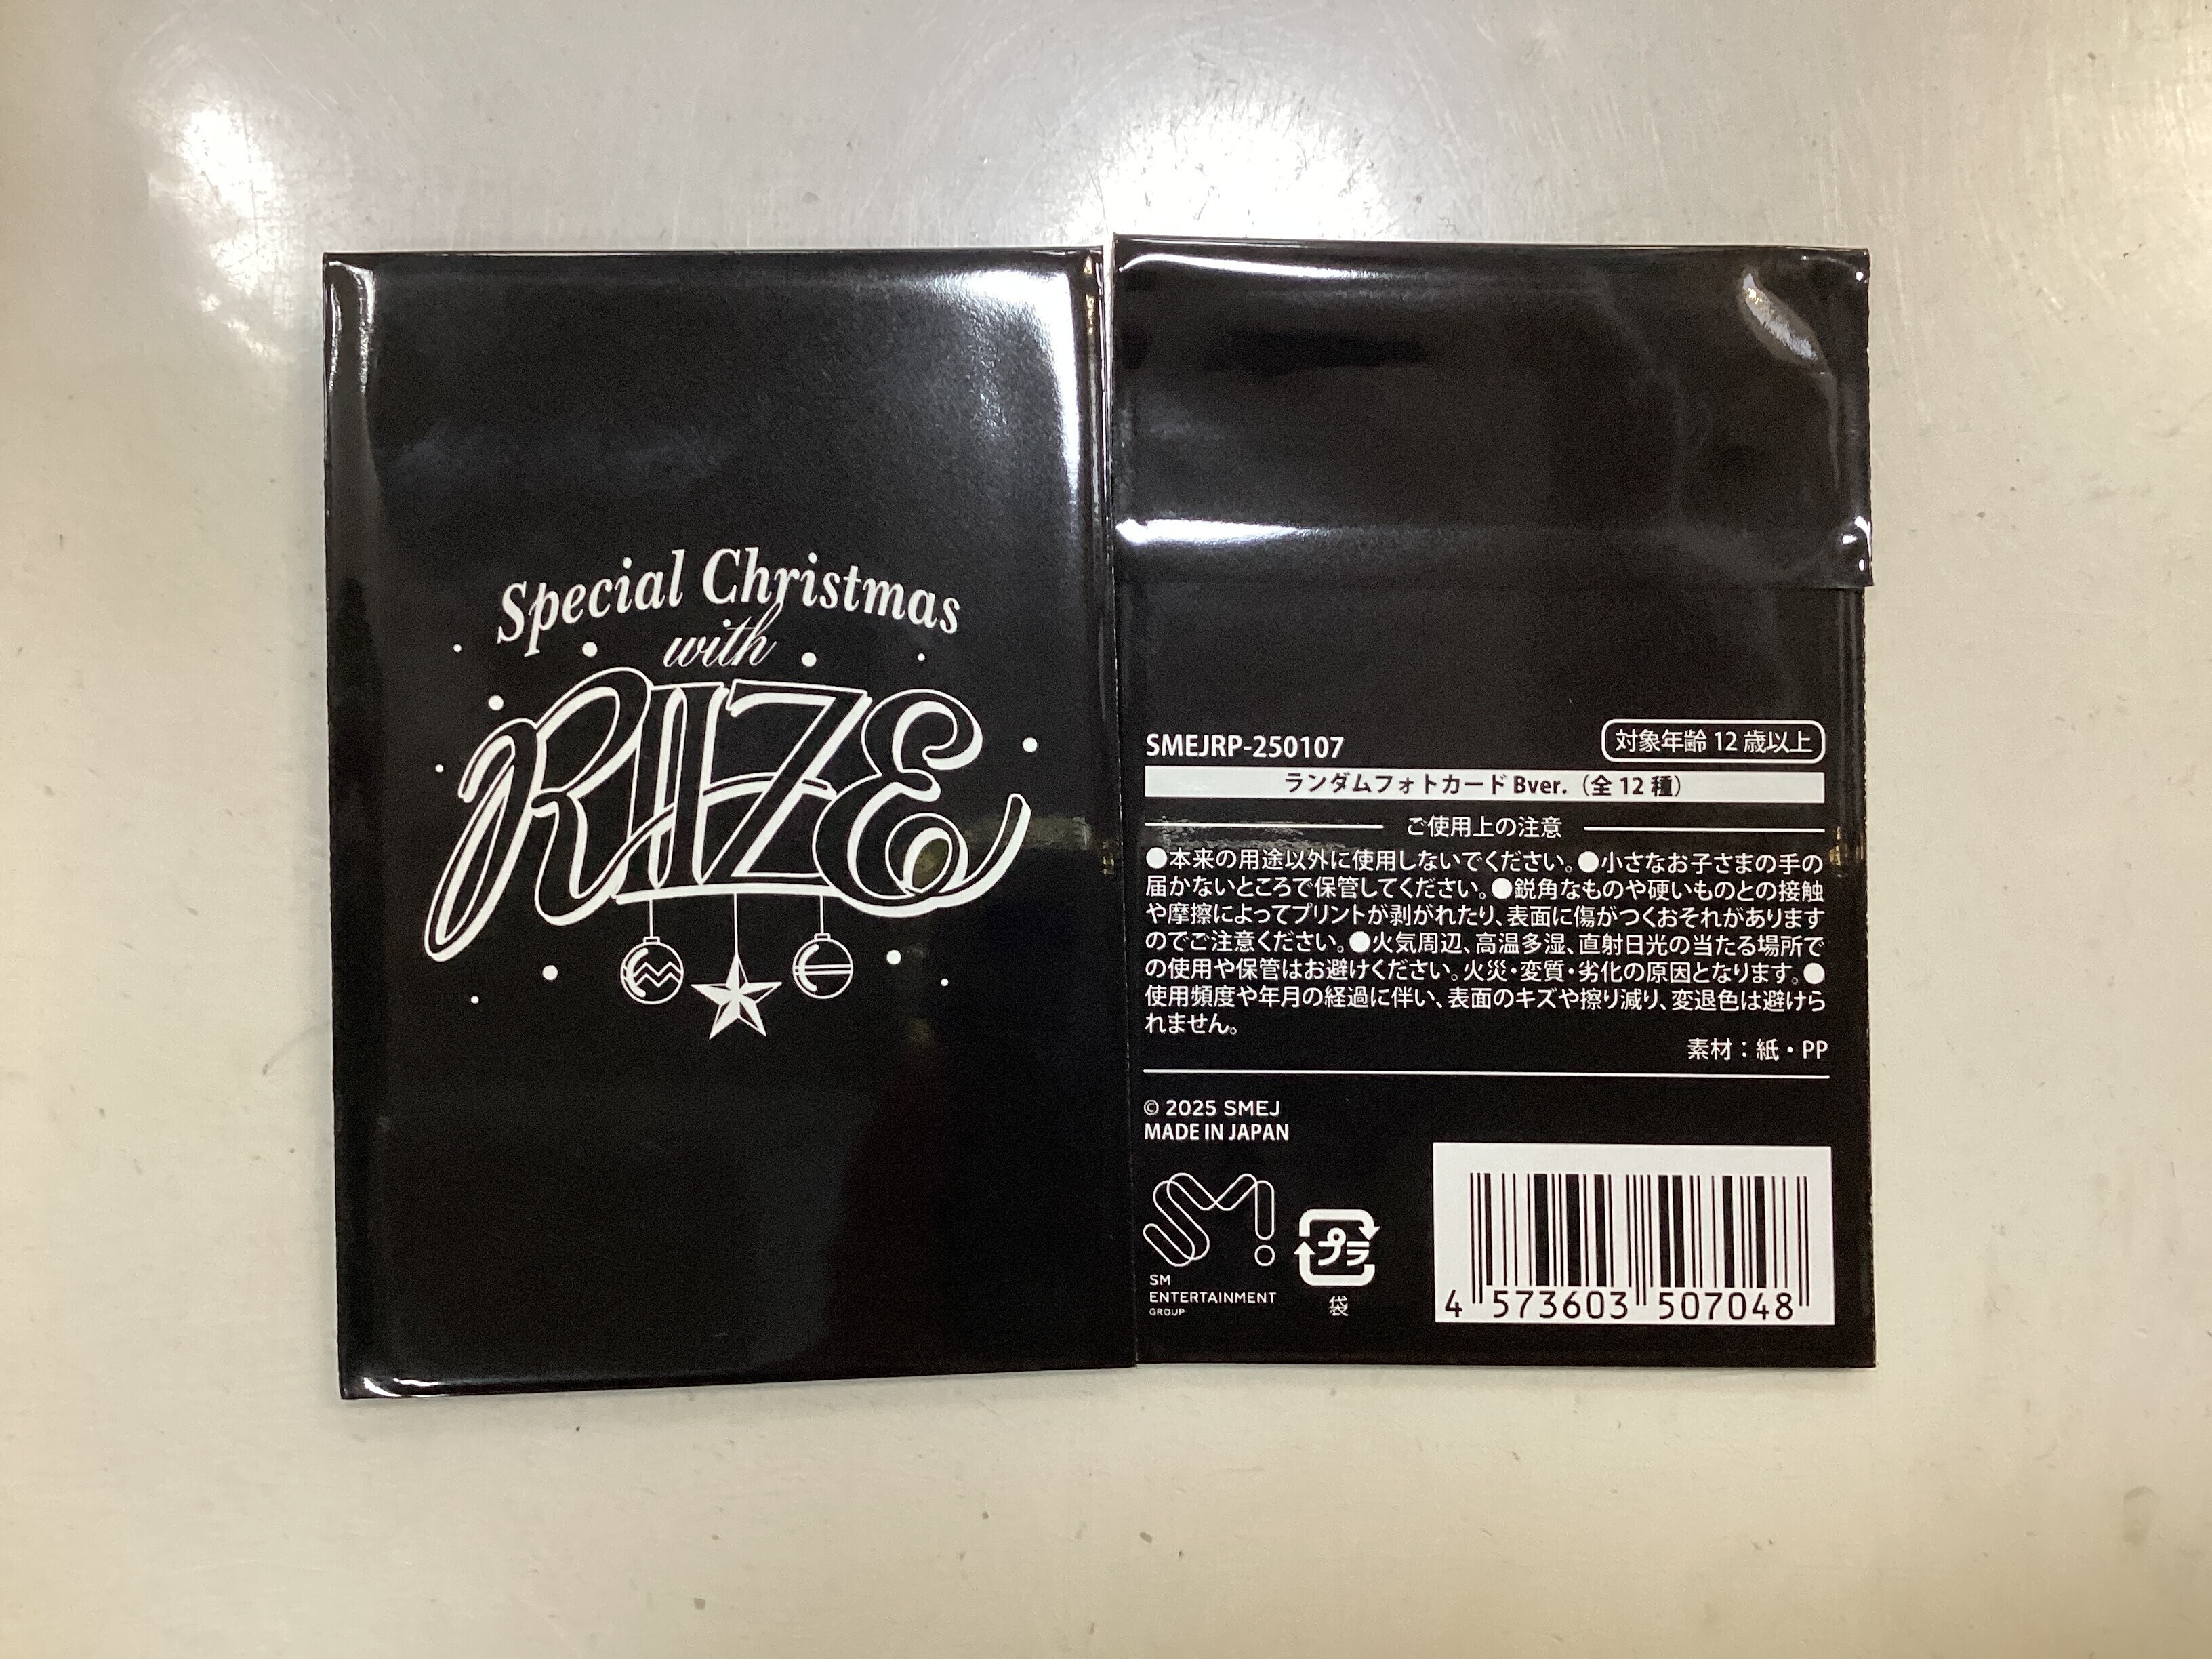 Special Christmas
with
RIIZE
SMEJRP-250107
対象年齢 12 歳以上
ランダムフォトカード Bver.（全 12 種）
ご使用上の注意
●本来の用途以外に使用しないでください。●小さなお子さまの手の
届かないところで保管してください。●鋭角なものや硬いものとの接触
や摩擦によってプリントが剥がれたり、表面に傷がつくおそれがあります
のでご注意ください。●火気周辺、高温多湿、直射日光の当たる場所で
の使用や保管はお避けください。火災・変質・劣化の原因となります。●
使用頻度や年月の経過に伴い、表面のキズや擦り減り、変退色は避けら
れません。
素材：紙・PP
© 2025 SMEJ
MADE IN JAPAN
SM
ENTERTAINMENT
GROUP
プラ
袋
4 573603 507048